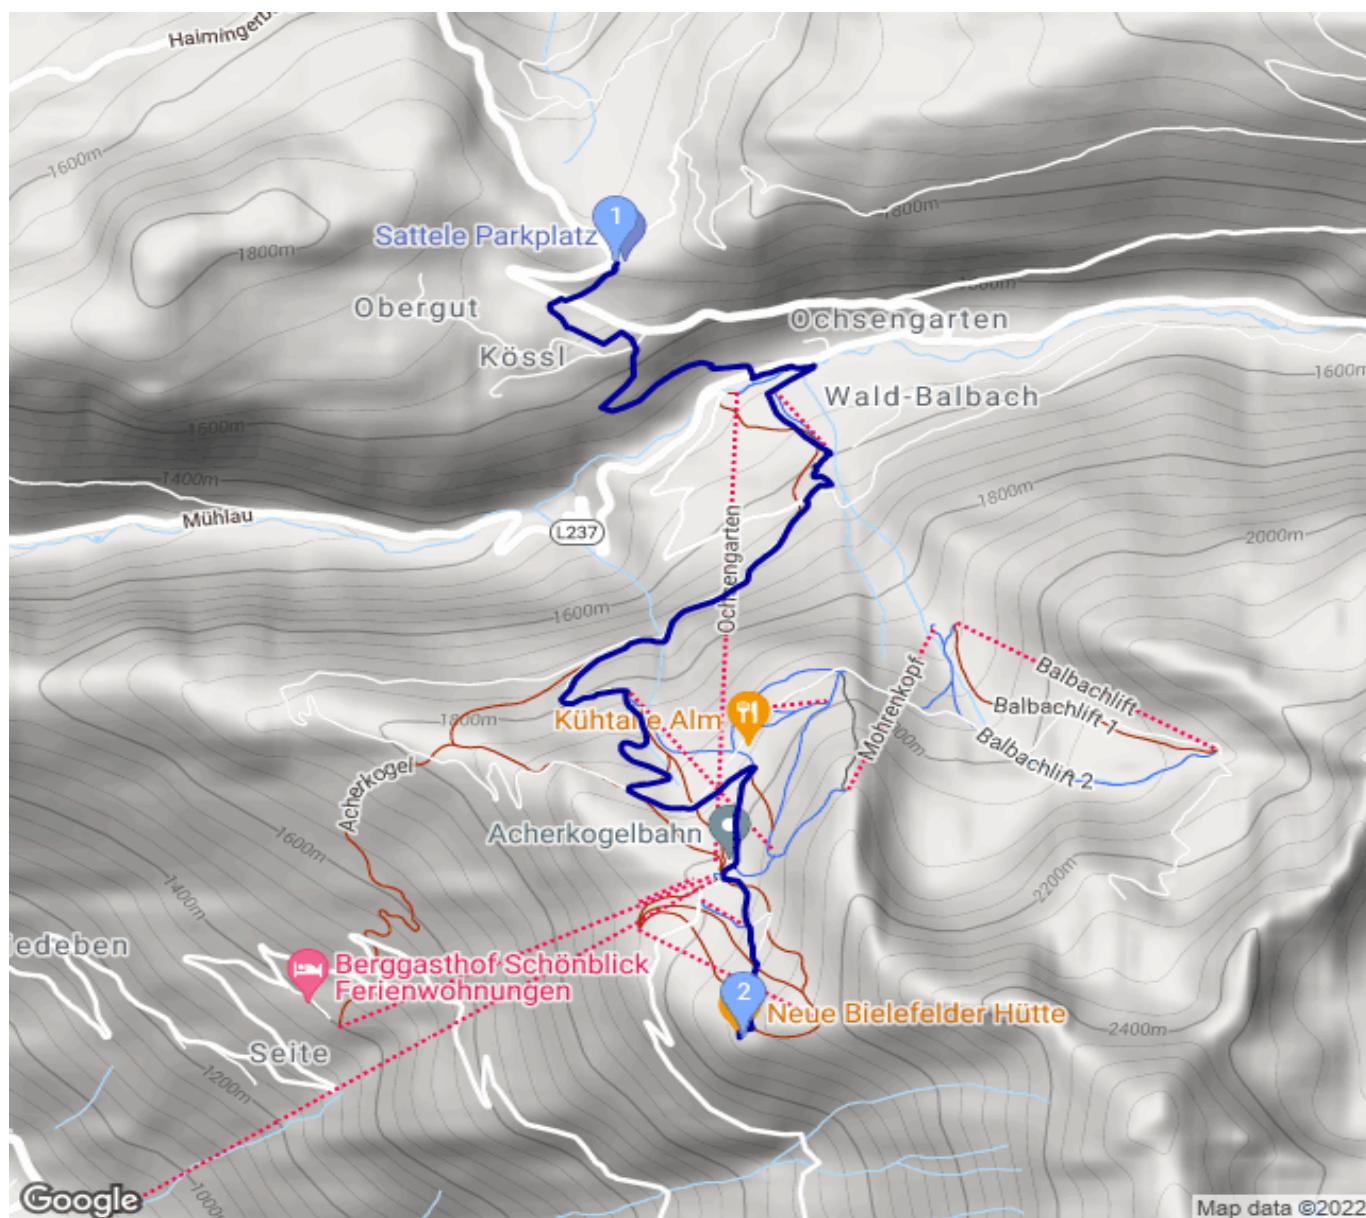 Haimingerb
1600m
1
Sattele Parkplatz
1800m
1800m
Obergut
Ochsengarten
Kössl
1600m
Wald-Balbach
1600m
1400m
Mühlau
L237
1800m
2000m
Ochsengarten
1600m
Balbachlift
Mohrenkopf
Balbachlift 1
1800m
Kühtaile Alm
Balbachlift 2
Acherkogel
Acherkogelbahn
1600m
1400m
2200m
edeben
Berggasthof Schönblick
Ferienwohnungen
2
Neue Bielefelder Hütte
2400m
Seite
1200m
1000m
Google
Map data ©2022